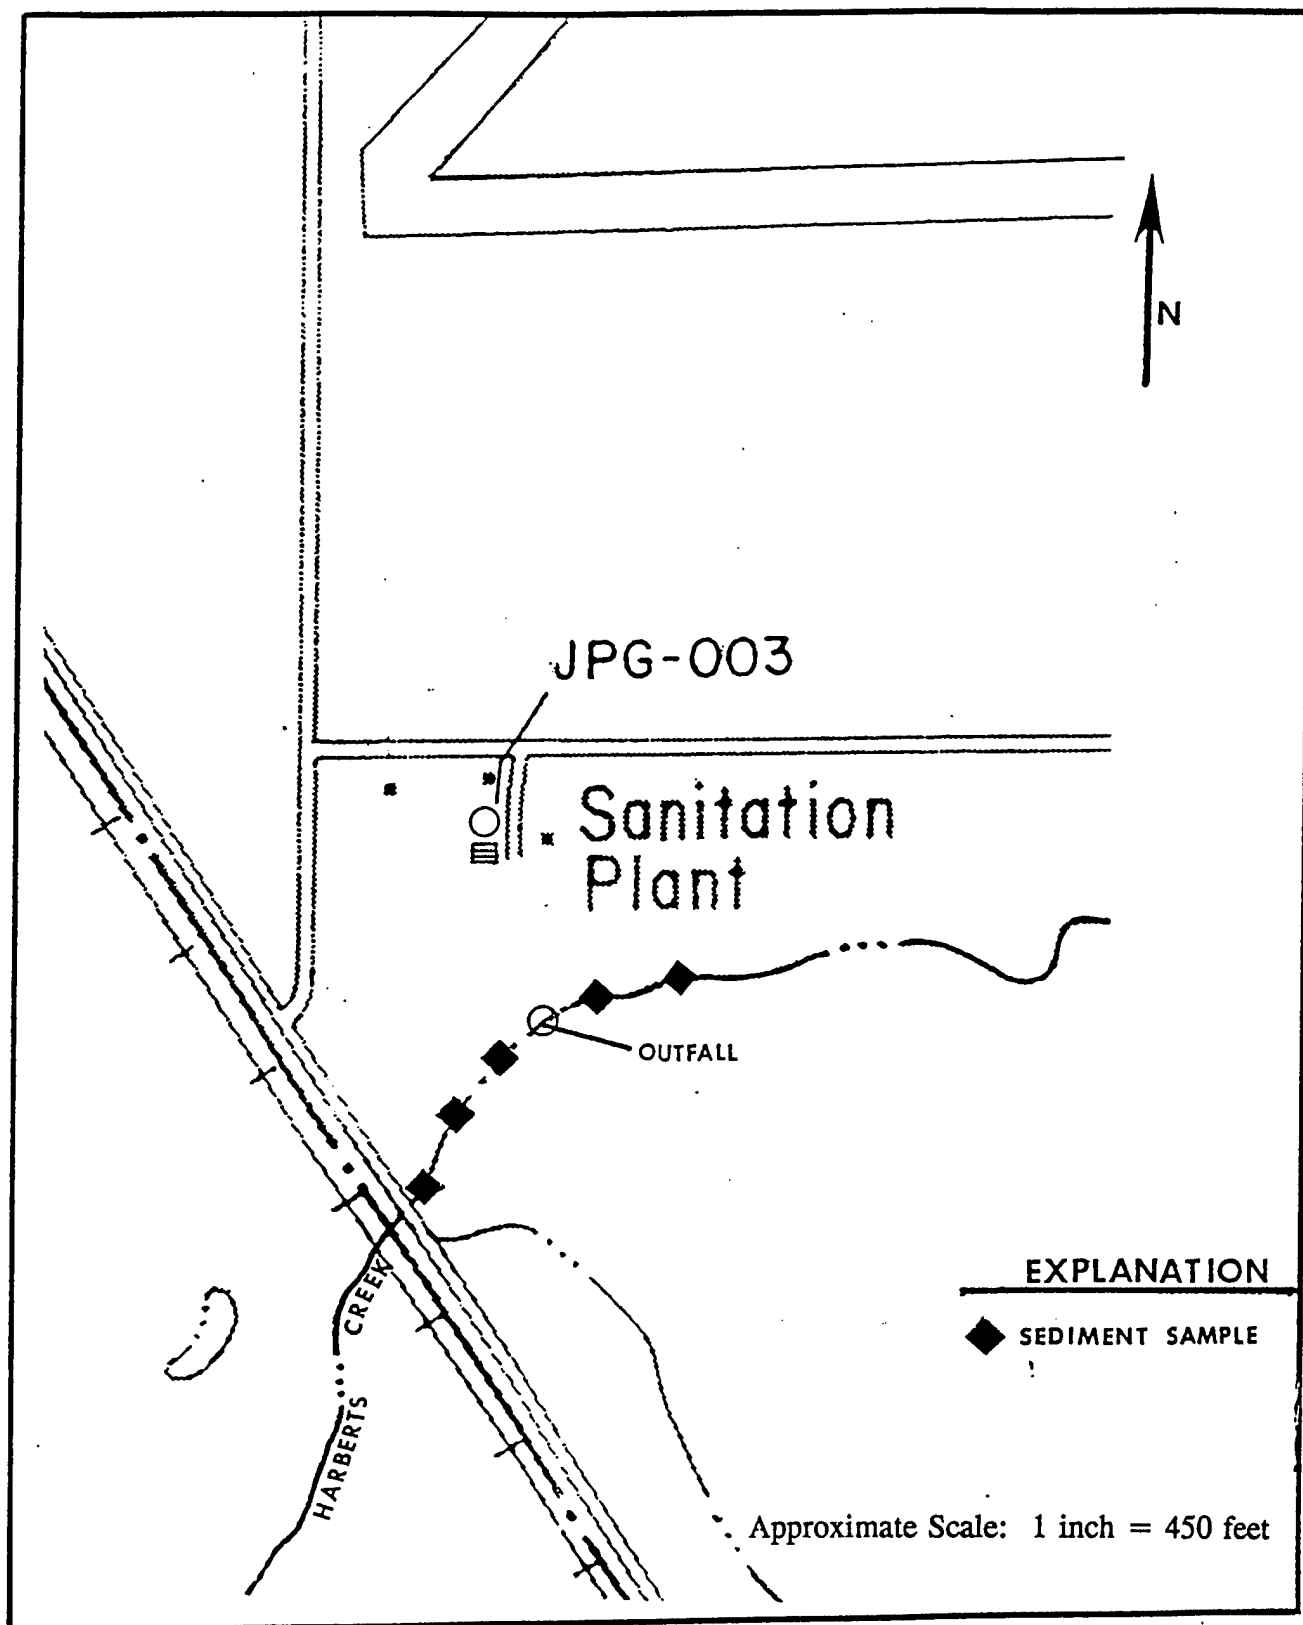 N
JPG-003
Sanitation
Plant
OUTFALL
CREEK
HARBERTS
EXPLANATION
SEDIMENT SAMPLE
Approximate Scale: 1 inch = 450 feet